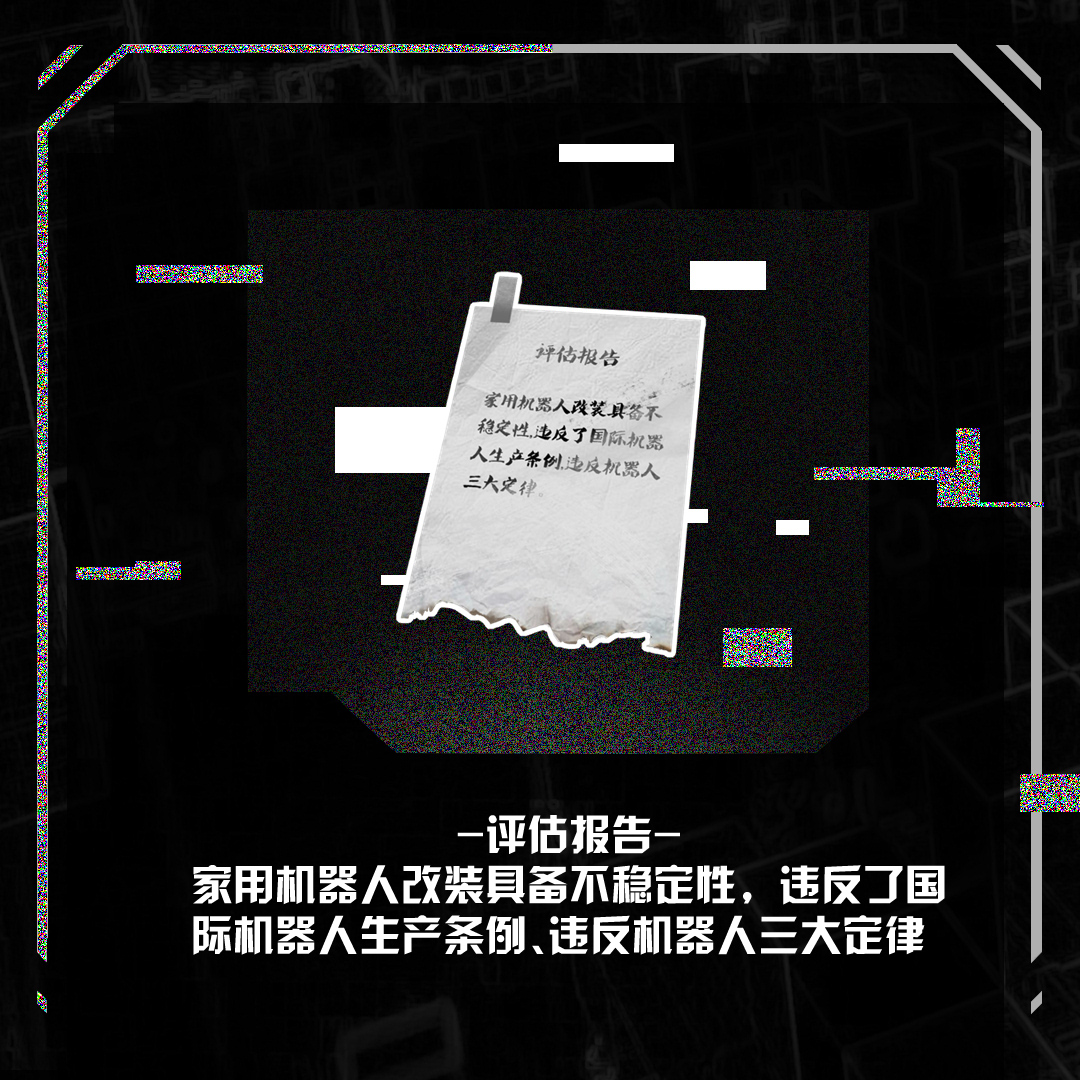 评估报告
家用机器人改装具备不
稳定性,违反了国际机器
人生产条例,违反机器人
三大定律。
-评估报告-
家用机器人改装具备不稳定性，违反了国
际机器人生产条例、违反机器人三大定律